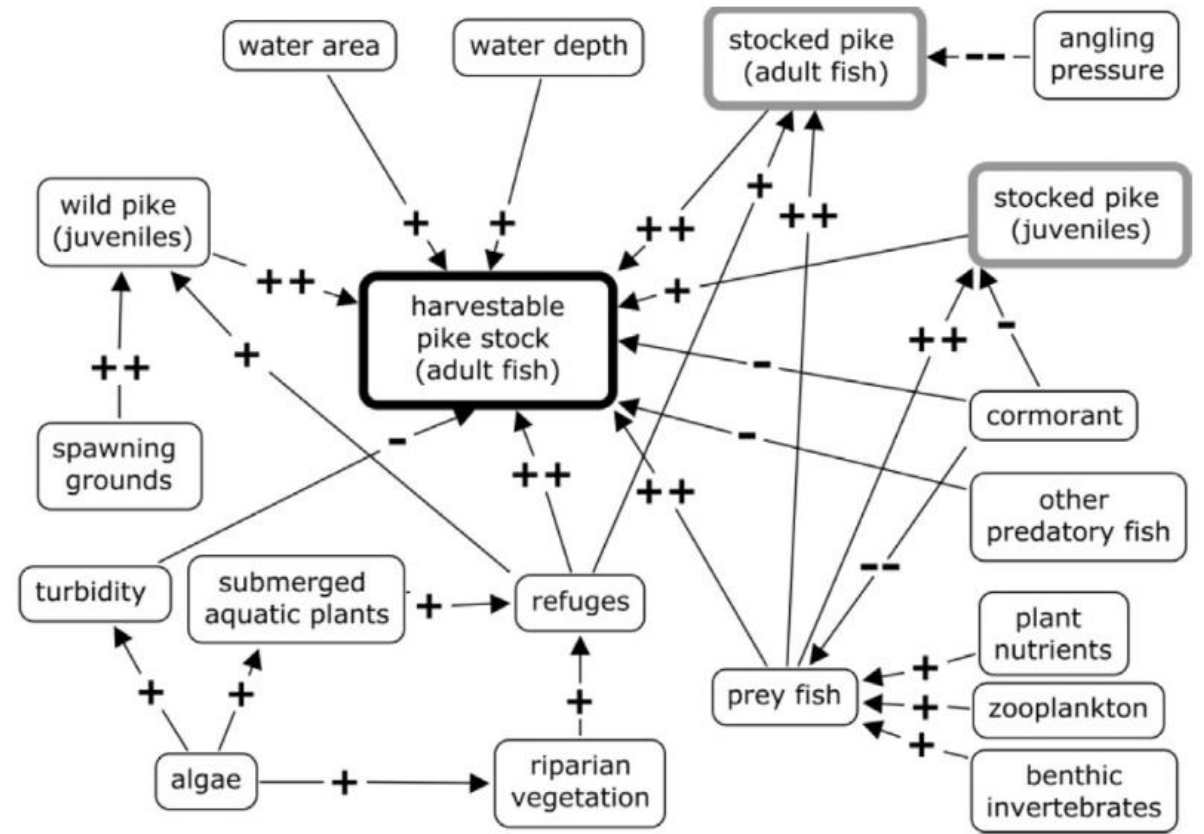 water area
water depth
stocked pike
(adult fish)
angling
pressure
--
wild pike
(juveniles)
stocked pike
(juveniles)
+
++
+
+
++
++
++
+
harvestable
pike stock
(adult fish)
++
+
++
-
-
cormorant
spawning
grounds
-
-
++
++
other
predatory fish
turbidity
submerged
aquatic plants
+
refuges
--
plant
nutrients
+
+
+
prey fish
+
zooplankton
+
+
algae
+
riparian
vegetation
benthic
invertebrates